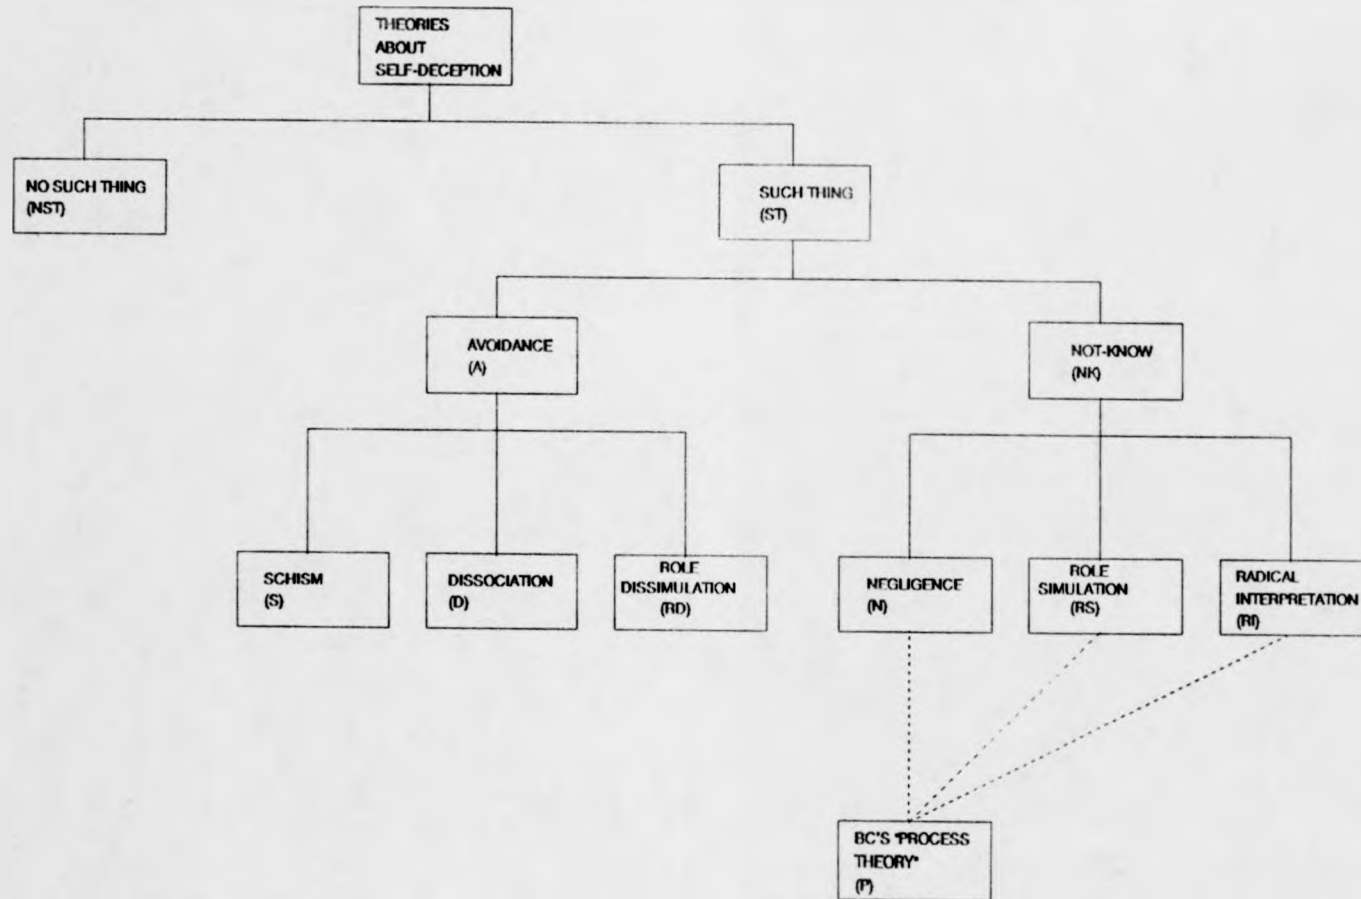 THEORIES
ABOUT
SELF-DECEPTION
NO SUCH THING
(NST)
SUCH THING
(ST)
AVOIDANCE
(A)
NOT-KNOW
(NK)
SCHISM
(S)
DISSOCIATION
(D)
ROLE
DISSIMULATION
(RD)
NEGLIGENCE
(N)
ROLE
SIMULATION
(RS)
RADICAL
INTERPRETATION
(RI)
BC'S "PROCESS
THEORY"
(P)